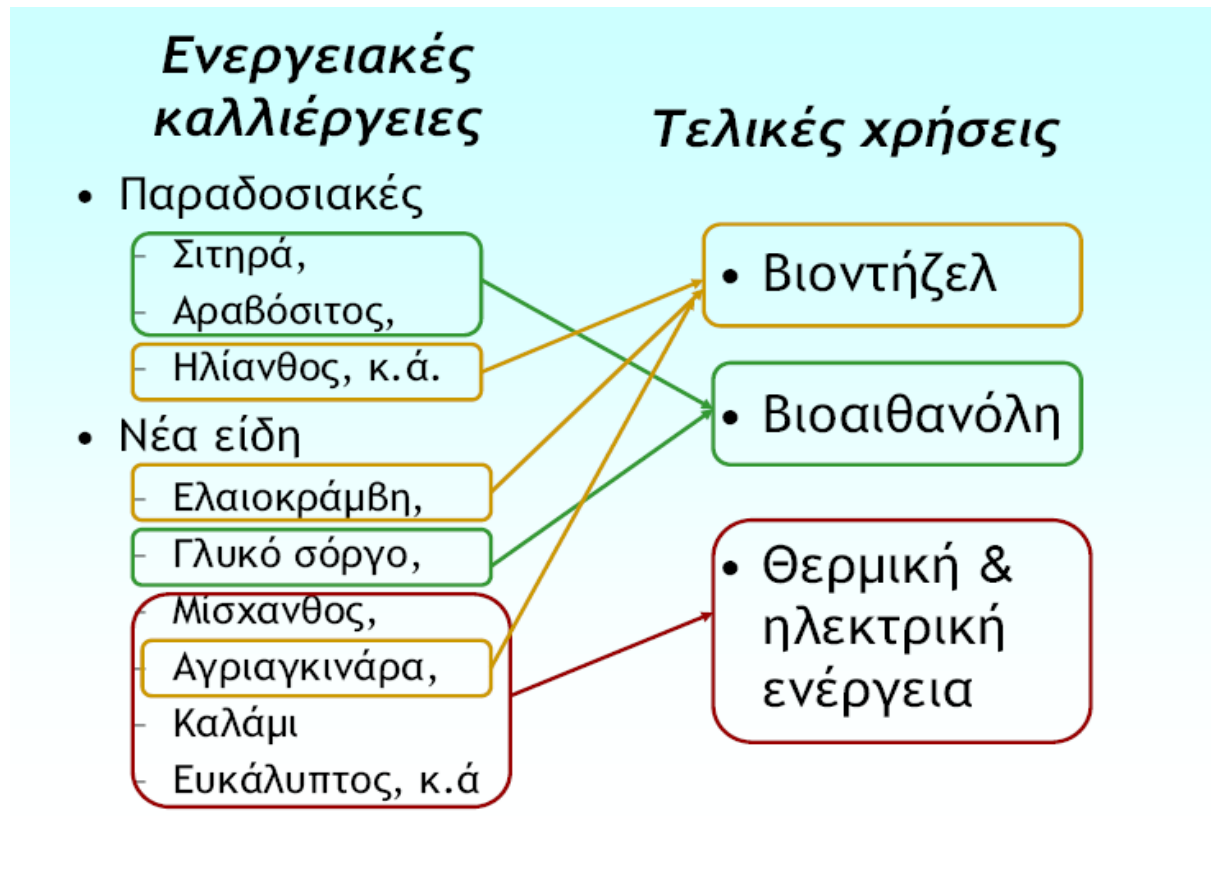 Ενεργειακές
καλλιέργειες
• Παραδοσιακές
– Σιτηρά,
– Αραβόσιτος,
– Ηλίανθος, κ.ά.
• Νέα είδη
– Ελαιοκράμβη,
– Γλυκό σόργο,
– Μίσχανθος,
– Αγριαγκινάρα,
– Καλάμι
– Ευκάλυπτος, κ.ά
Τελικές χρήσεις
• Βιοντήζελ
• Βιοαιθανόλη
• Θερμική &
ηλεκτρική
ενέργεια